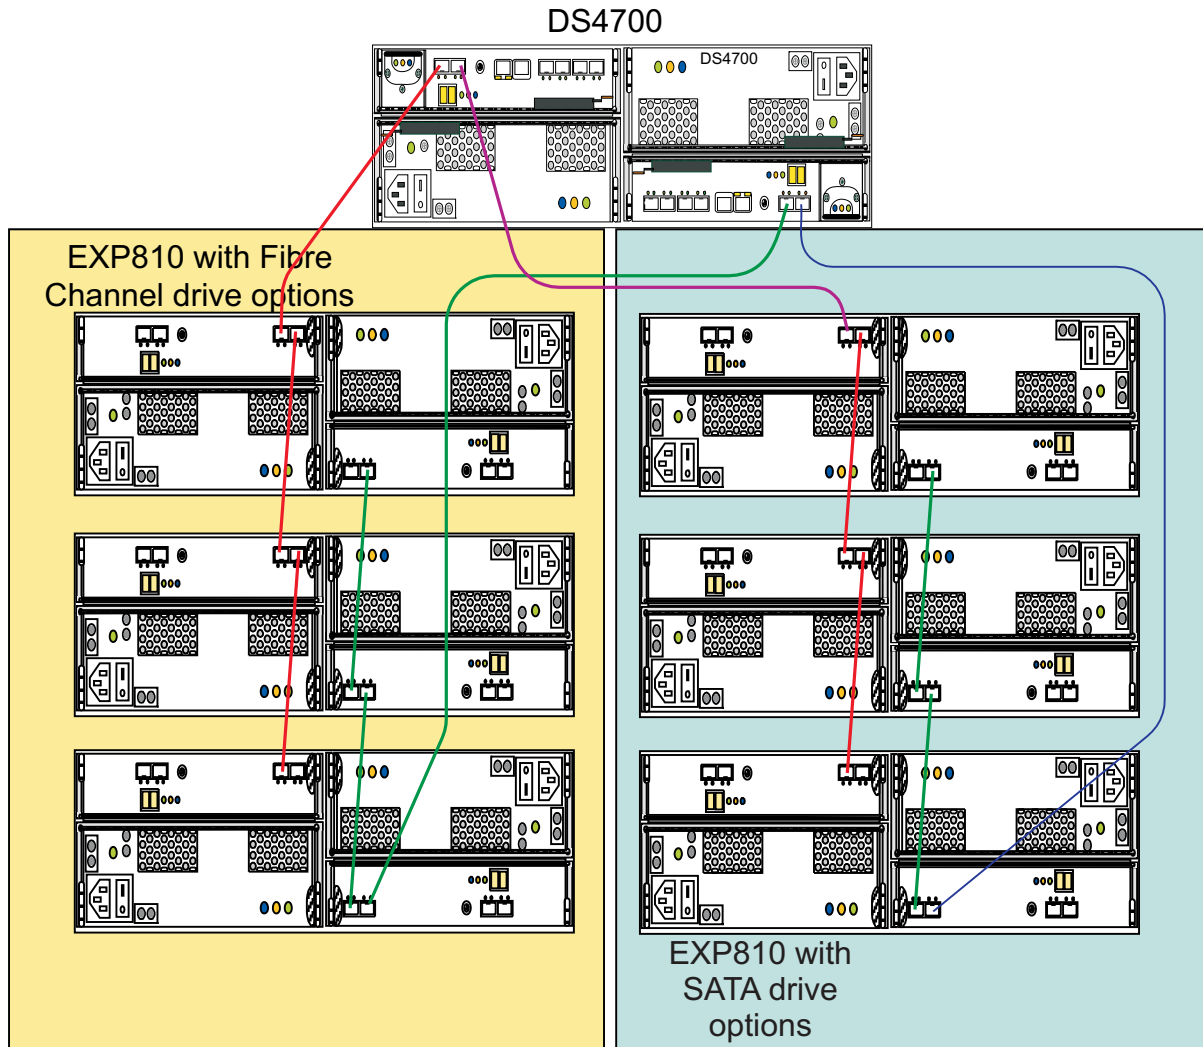 DS4700
DS4700
EXP810 with Fibre
Channel drive options
EXP810 with
SATA drive
options